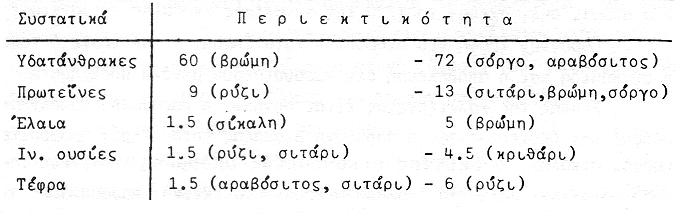 Συστατικά Περιεκτικότητα
Υδατάνθρακες 60 (βρώμη) - 72 (σόργο, αραβόσιτος)
Πρωτεΐνες 9 (ρύζι) - 13 (σιτάρι,βρώμη,σόργο)
Έλαια 1.5 (σίκαλη) 5 (βρώμη)
Ιν. ουσίες 1.5 (ρύζι, σιτάρι) - 4.5 (κριθάρι)
Τέφρα 1.5 (αραβόσιτος, σιτάρι) - 6 (ρύζι)